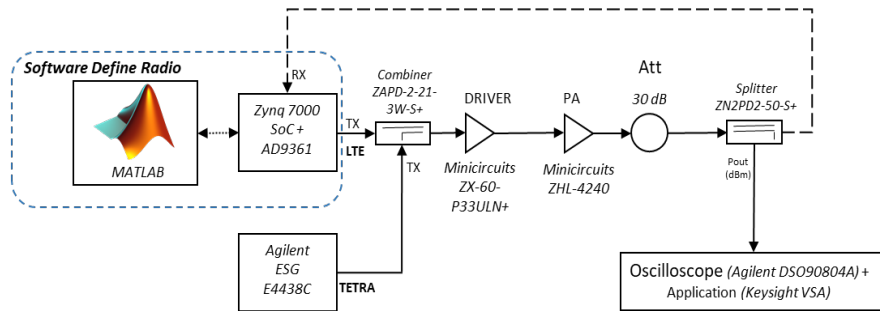 Software Define Radio
MATLAB
RX
Zynq 7000
SoC +
AD9361
TX
LTE
Combiner
ZAPD-2-21-
3W-S+
TX
DRIVER
Minicircuits
ZX-60-
P33ULN+
PA
Minicircuits
ZHL-4240
Att
30 dB
Splitter
ZN2PD2-50-S+
Pout
(dBm)
Agilent
ESG
E4438C
TETRA
Oscilloscope (Agilent DSO90804A) +
Application (Keysight VSA)